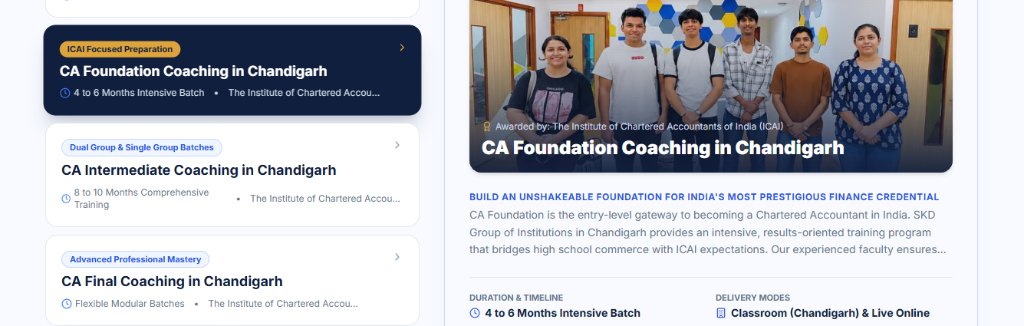 ICAI Focused Preparation
CA Foundation Coaching in Chandigarh
4 to 6 Months Intensive Batch • The Institute of Chartered Accou...
Dual Group & Single Group Batches
CA Intermediate Coaching in Chandigarh
8 to 10 Months Comprehensive
Training • The Institute of Chartered Accou...
Advanced Professional Mastery
CA Final Coaching in Chandigarh
Flexible Modular Batches • The Institute of Chartered Accou...
Awarded by: The Institute of Chartered Accountants of India (ICAI)
CA Foundation Coaching in Chandigarh
BUILD AN UNSHAKEABLE FOUNDATION FOR INDIA'S MOST PRESTIGIOUS FINANCE CREDENTIAL
CA Foundation is the entry-level gateway to becoming a Chartered Accountant in India. SKD
Group of Institutions in Chandigarh provides an intensive, results-oriented training program
that bridges high school commerce with ICAI expectations. Our experienced faculty ensures...
DURATION & TIMELINE
4 to 6 Months Intensive Batch
DELIVERY MODES
Classroom (Chandigarh) & Live Online